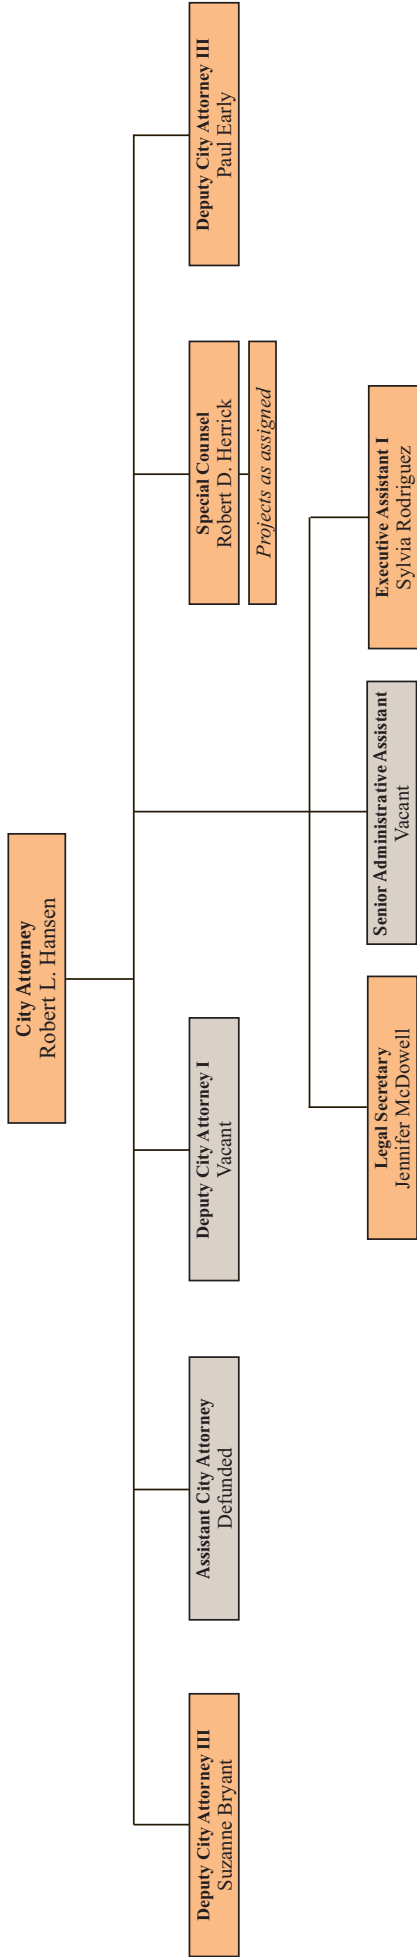 City Attorney
Robert L. Hansen
Deputy City Attorney III
Suzanne Bryant
Assistant City Attorney
Defunded
Deputy City Attorney I
Vacant
Special Counsel
Robert D. Herrick
Projects as assigned
Deputy City Attorney III
Paul Early
Legal Secretary
Jennifer McDowell
Senior Administrative Assistant
Vacant
Executive Assistant I
Sylvia Rodriguez